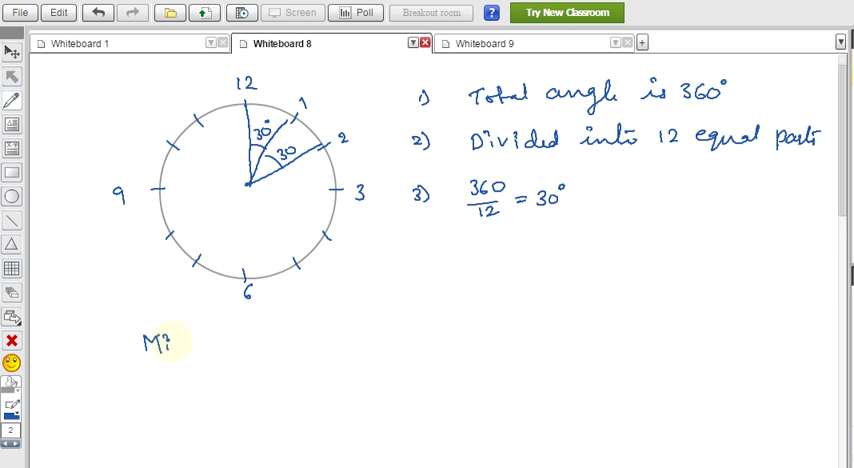 File Edit Screen Poll Breakout room ? Try New Classroom
Whiteboard 1 Whiteboard 8 Whiteboard 9
12
1
30°
30
2
9
3
6
1) Total angle is 360°
2) Divided into 12 equal parts
3) 360/12 = 30°
Mi
2